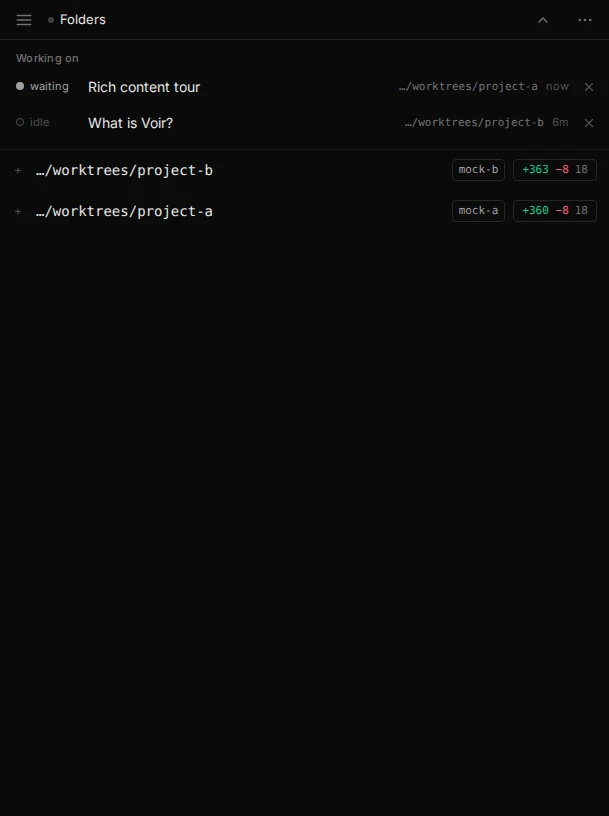 Folders
Working on
waiting Rich content tour …/worktrees/project-a now
idle What is Voir? …/worktrees/project-b 6m
+ …/worktrees/project-b mock-b +363 −8 18
+ …/worktrees/project-a mock-a +360 −8 18